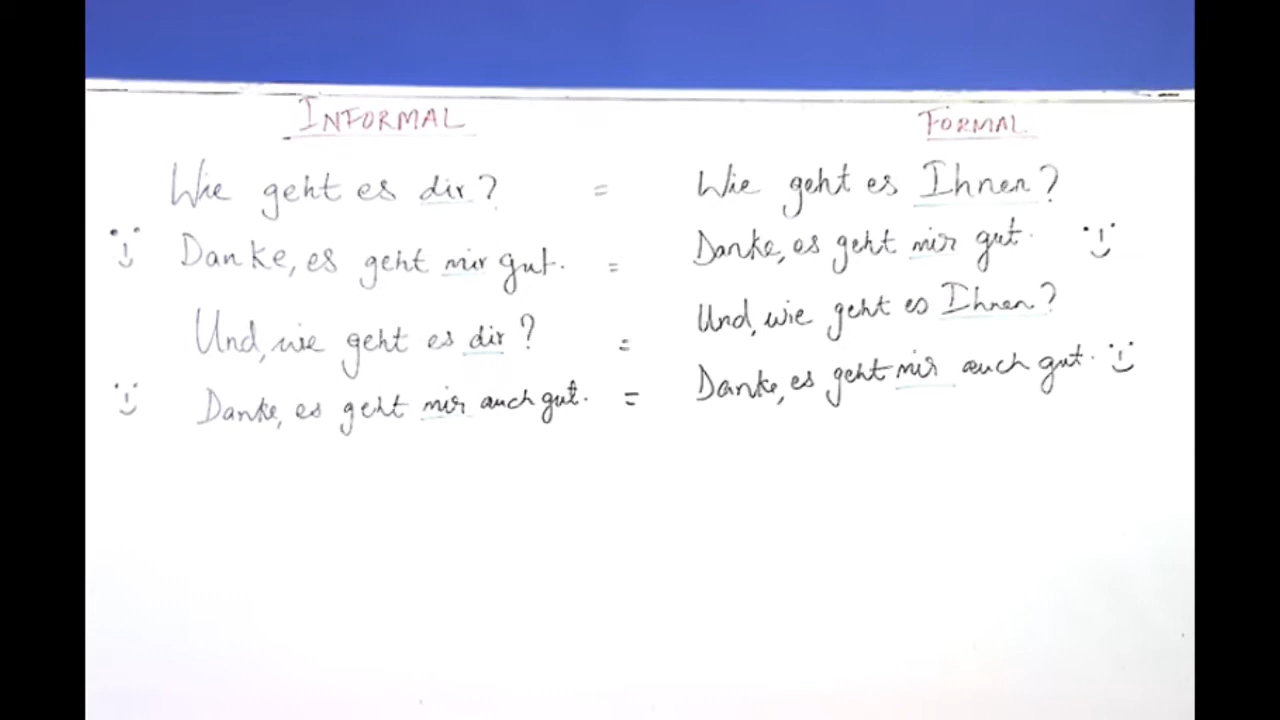 INFORMAL
FORMAL
Wie geht es dir? = Wie geht es Ihnen?
Danke, es geht mir gut. = Danke, es geht mir gut.
Und, wie geht es dir? = Und, wie geht es Ihnen?
Danke, es geht mir auch gut. = Danke, es geht mir auch gut.